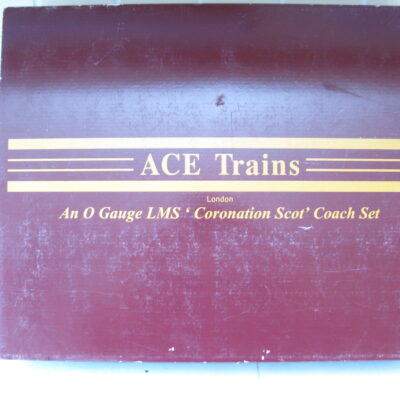 ACE Trains
London
An O Gauge LMS ‘ Coronation Scot’ Coach Set